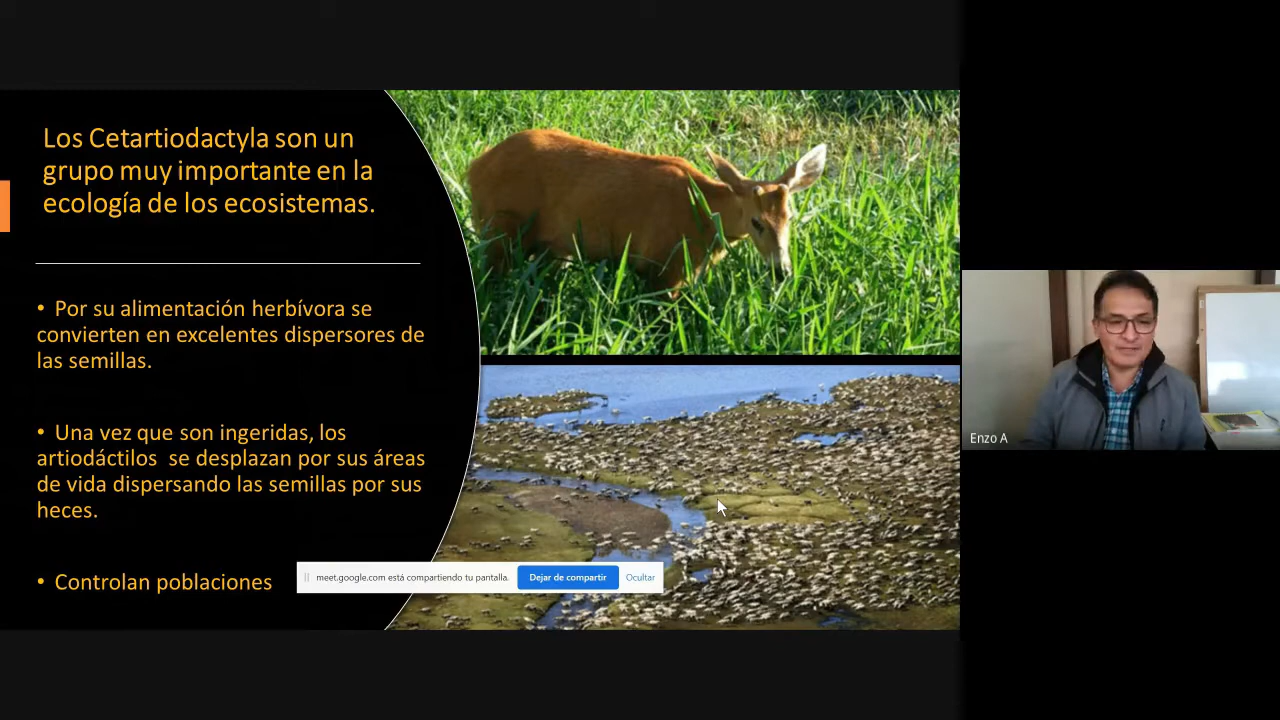 Los Cetartiodactyla son un
grupo muy importante en la
ecología de los ecosistemas.
• Por su alimentación herbívora se
convierten en excelentes dispersores de
las semillas.
• Una vez que son ingeridas, los
artiodáctilos se desplazan por sus áreas
de vida dispersando las semillas por sus
heces.
• Controlan poblaciones
meet.google.com está compartiendo tu pantalla.
Dejar de compartir
Ocultar
Enzo A